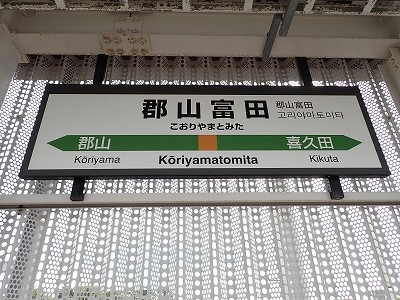 郡山富田
こおりやまとみた
郡山富田
고리야마토미타
郡山
Kōriyama
Kōriyamatomita
喜久田
Kikuta